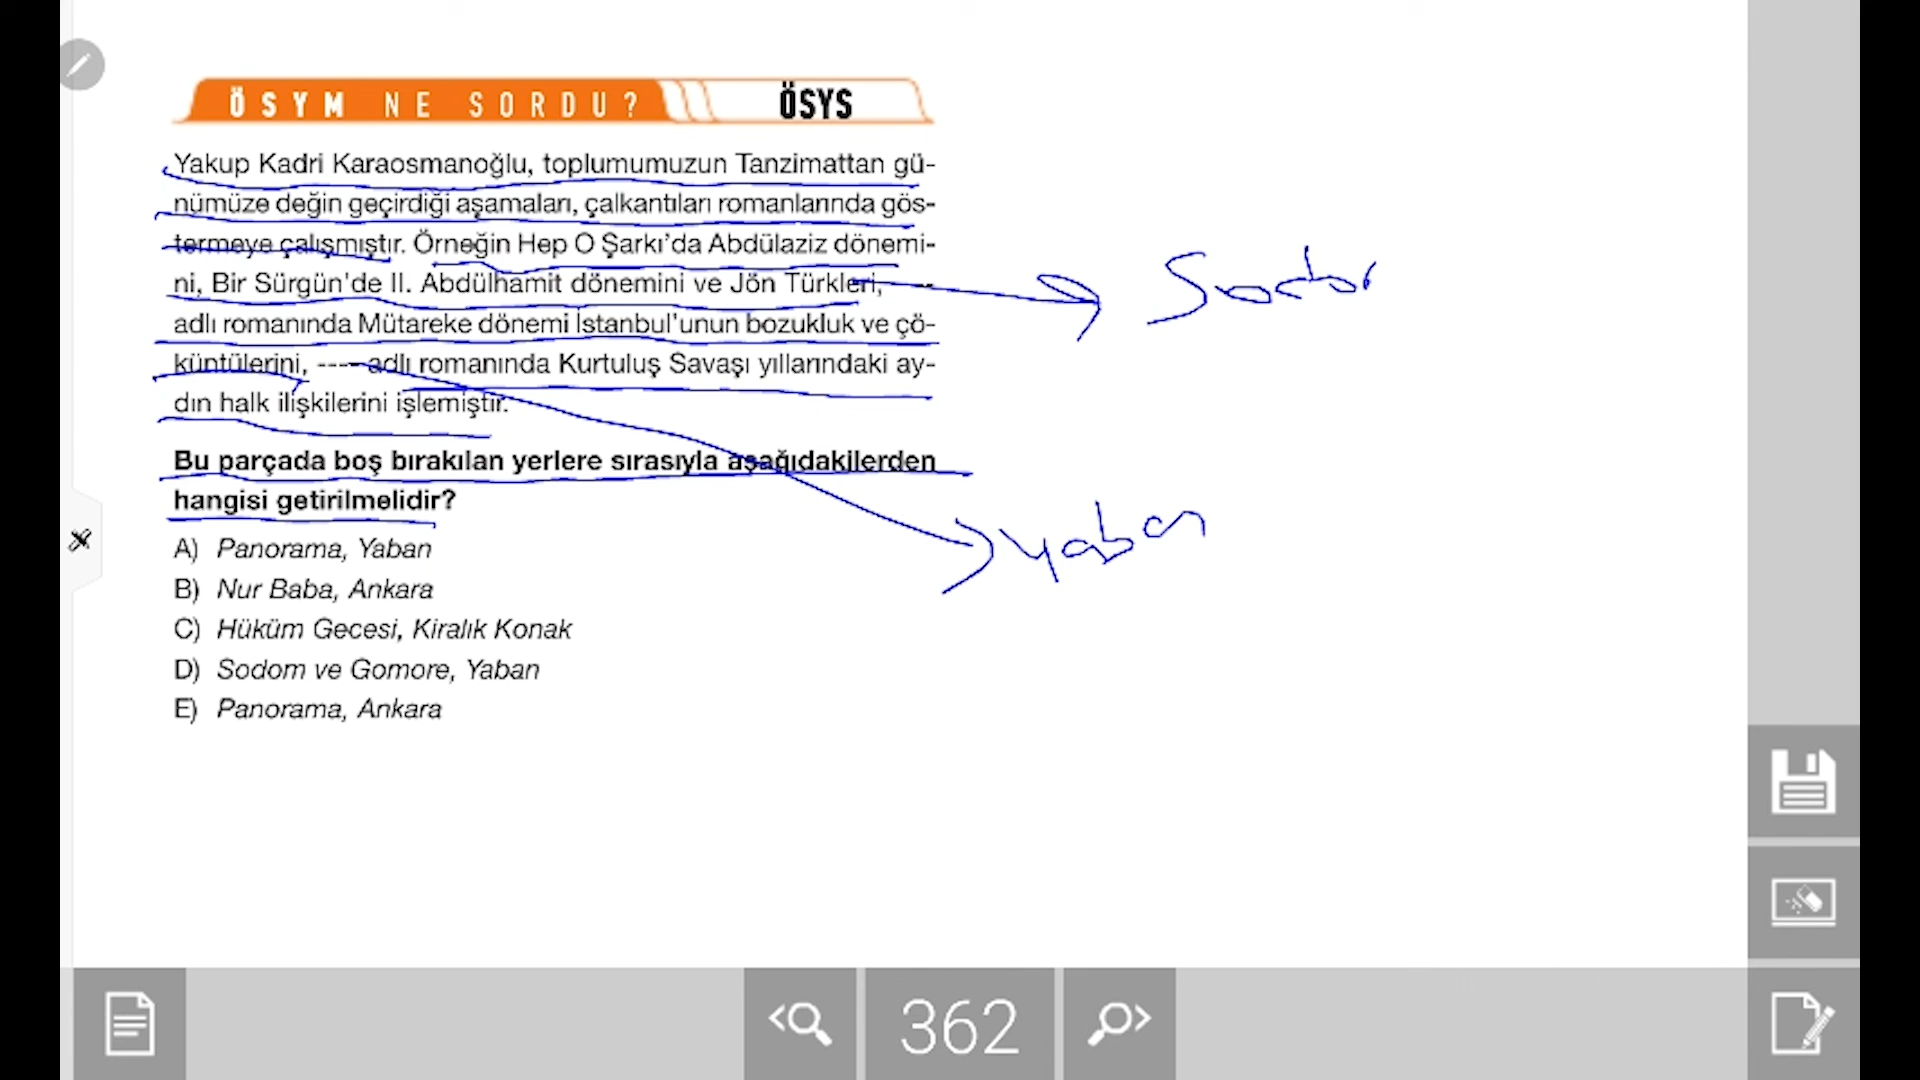 ÖSYM NE SORDU? ÖSYS
Yakup Kadri Karaosmanoğlu, toplumumuzun Tanzimattan gü-
nümüze değin geçirdiği aşamaları, çalkantıları romanlarında gös-
termeye çalışmıştır. Örneğin Hep O Şarkı'da Abdülaziz dönemi-
ni, Bir Sürgün'de II. Abdülhamit dönemini ve Jön Türkleri, ----
adlı romanında Mütareke dönemi İstanbul'unun bozukluk ve çö-
küntülerini, ---- adlı romanında Kurtuluş Savaşı yıllarındaki ay-
dın halk ilişkilerini işlemiştir.
Bu parçada boş bırakılan yerlere sırasıyla aşağıdakilerden
hangisi getirilmelidir?
Yaban
A) Panorama, Yaban
B) Nur Baba, Ankara
C) Hüküm Gecesi, Kiralık Konak
D) Sodom ve Gomore, Yaban
E) Panorama, Ankara
362